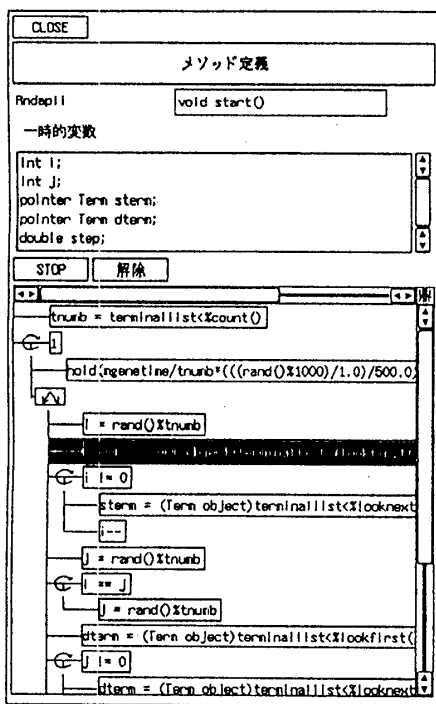 CLOSE
メソッド定義
Rndapli void start()
一時的変数
int i;
int j;
pointer Term sterm;
pointer Term dterm;
double step;
STOP 解除
tnumb = terminallist<%count()
1
hold(mgenetime/tnumb*(((rand()%1000)/1.0)/500.0)
i = rand()%tnumb
i != 0
sterm = (Term object)terminallist<%looknext
i--
j = rand()%tnumb
i == j
j = rand()%tnumb
dterm = (Term object)terminallist<%lookfirst(
j != 0
dterm = (Term object)terminallist<%looknext